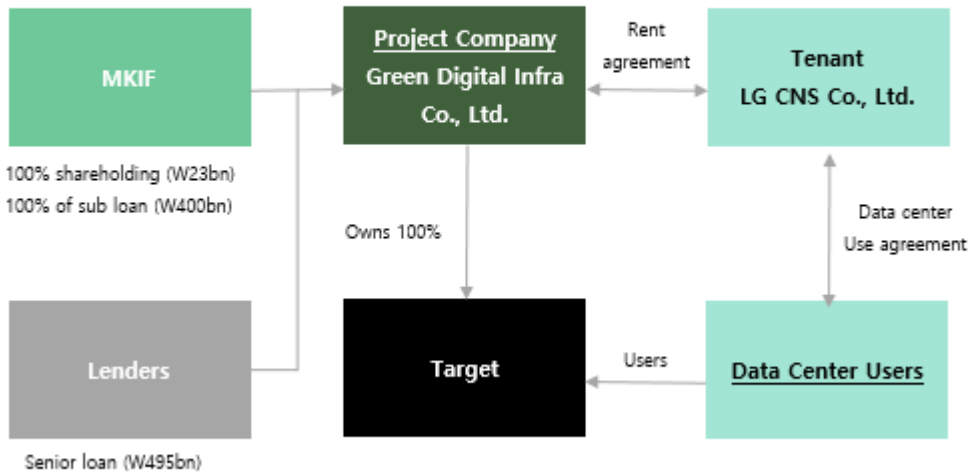 MKIF
100% shareholding (W23bn)
100% of sub loan (W400bn)
Project Company
Green Digital Infra
Co., Ltd.
Rent
agreement
Tenant
LG CNS Co., Ltd.
Owns 100%
Data center
Use agreement
Lenders
Senior loan (W495bn)
Target
Users
Data Center Users